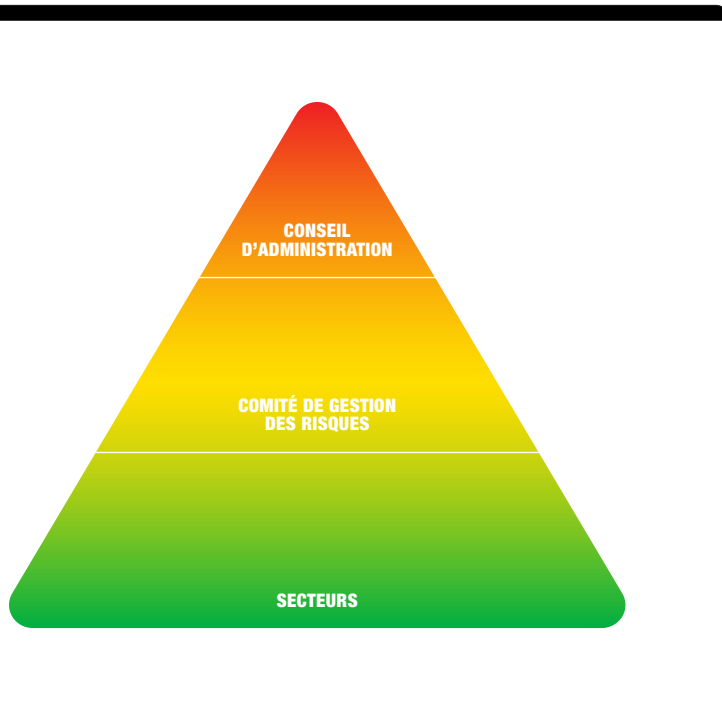 CONSEIL
D’ADMINISTRATION
COMITÉ DE GESTION
DES RISQUES
SECTEURS